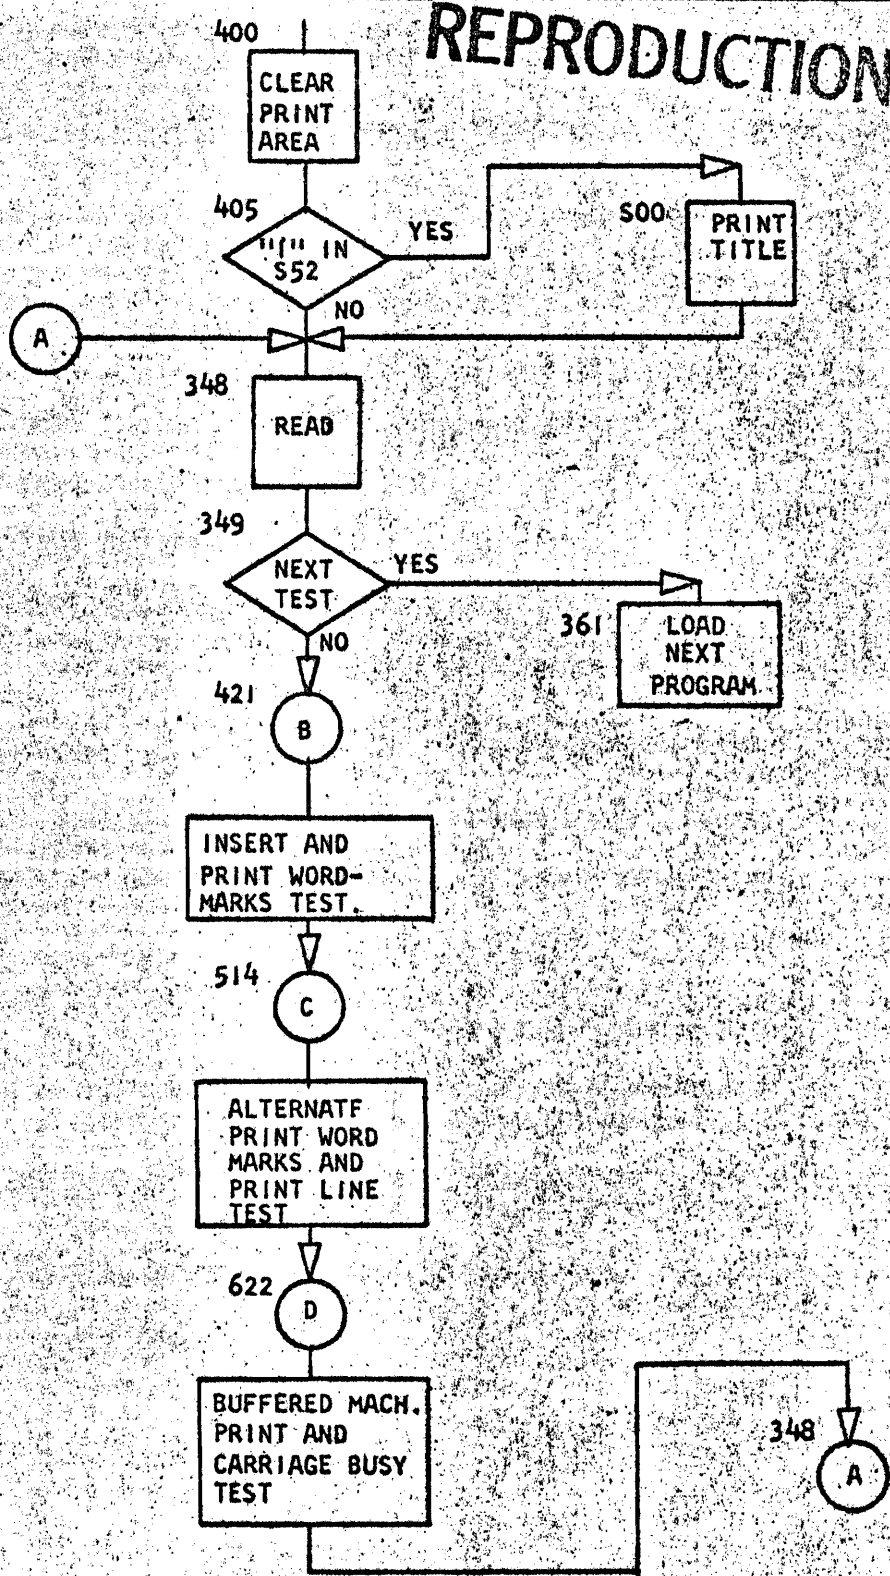 REPRODUCTION
400
CLEAR
PRINT
AREA
405
"1" IN
S52
YES
NO
S00
PRINT
TITLE
A
348
READ
349
NEXT
TEST
YES
NO
361
LOAD
NEXT
PROGRAM
421
B
INSERT AND
PRINT WORD-
MARKS TEST.
514
C
ALTERNATF
PRINT WORD
MARKS AND
PRINT LINE
TEST
622
D
BUFFERED MACH.
PRINT AND
CARRIAGE BUSY
TEST
348
A